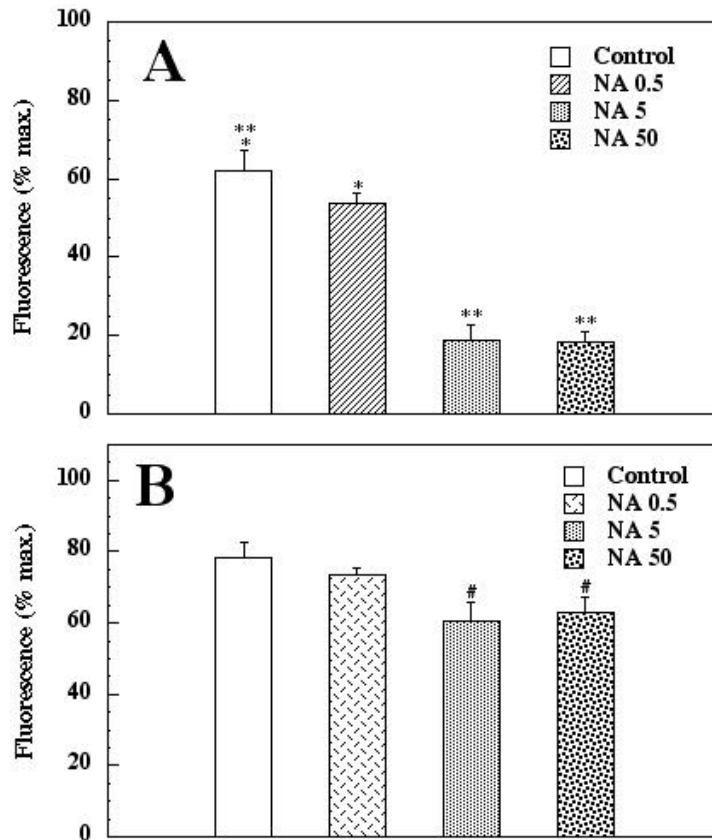 100
80
60
40
20
0
Fluorescence (% max.)
A
Control
NA 0.5
NA 5
NA 50
**
*
*
**
**
100
80
60
40
20
0
Fluorescence (% max.)
B
Control
NA 0.5
NA 5
NA 50
#
#